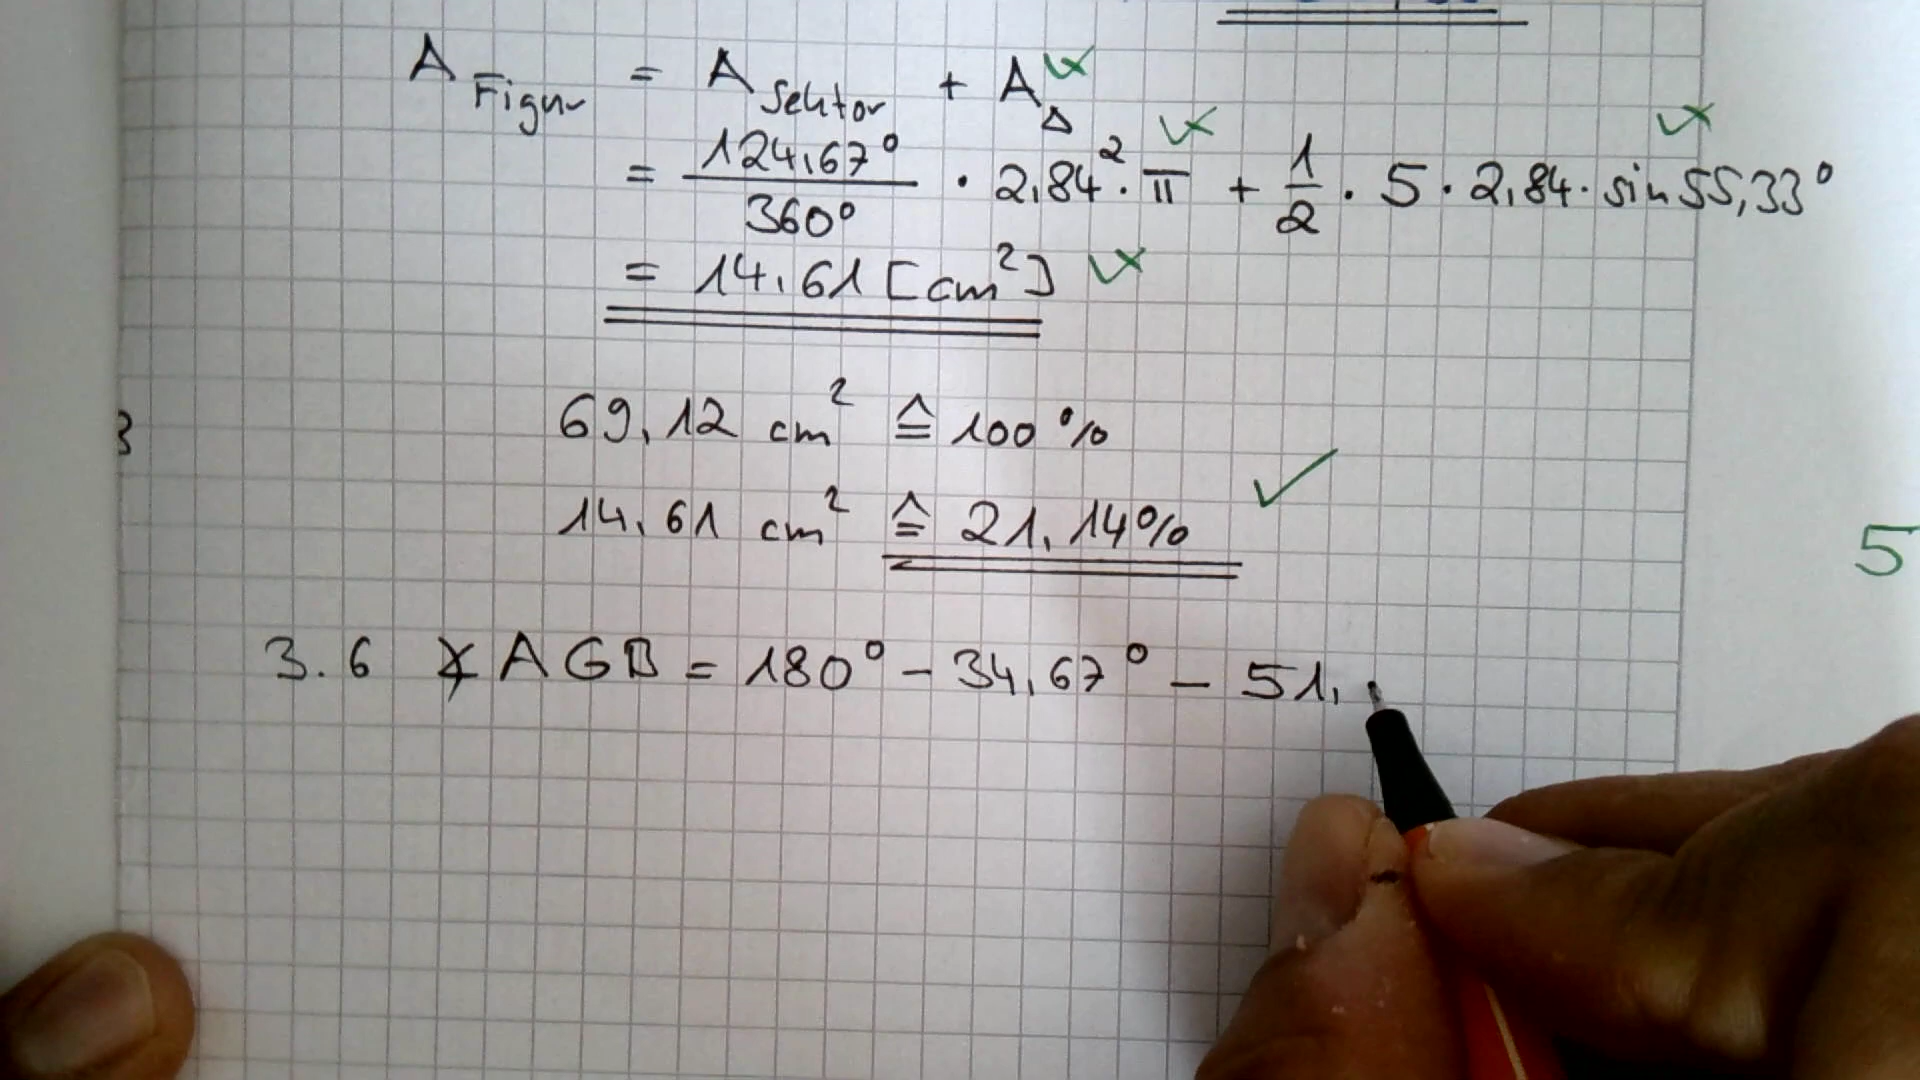 A Figur = A Sektor + A Δ
= 124,67° / 360° · 2,84² · π + 1/2 · 5 · 2,84 · sin 55,33°
= 14,61 [cm²]
69,12 cm² ≙ 100 %
14,61 cm² ≙ 21,14 %
5
3.6 ∢ AGB = 180° - 34,67° - 51,